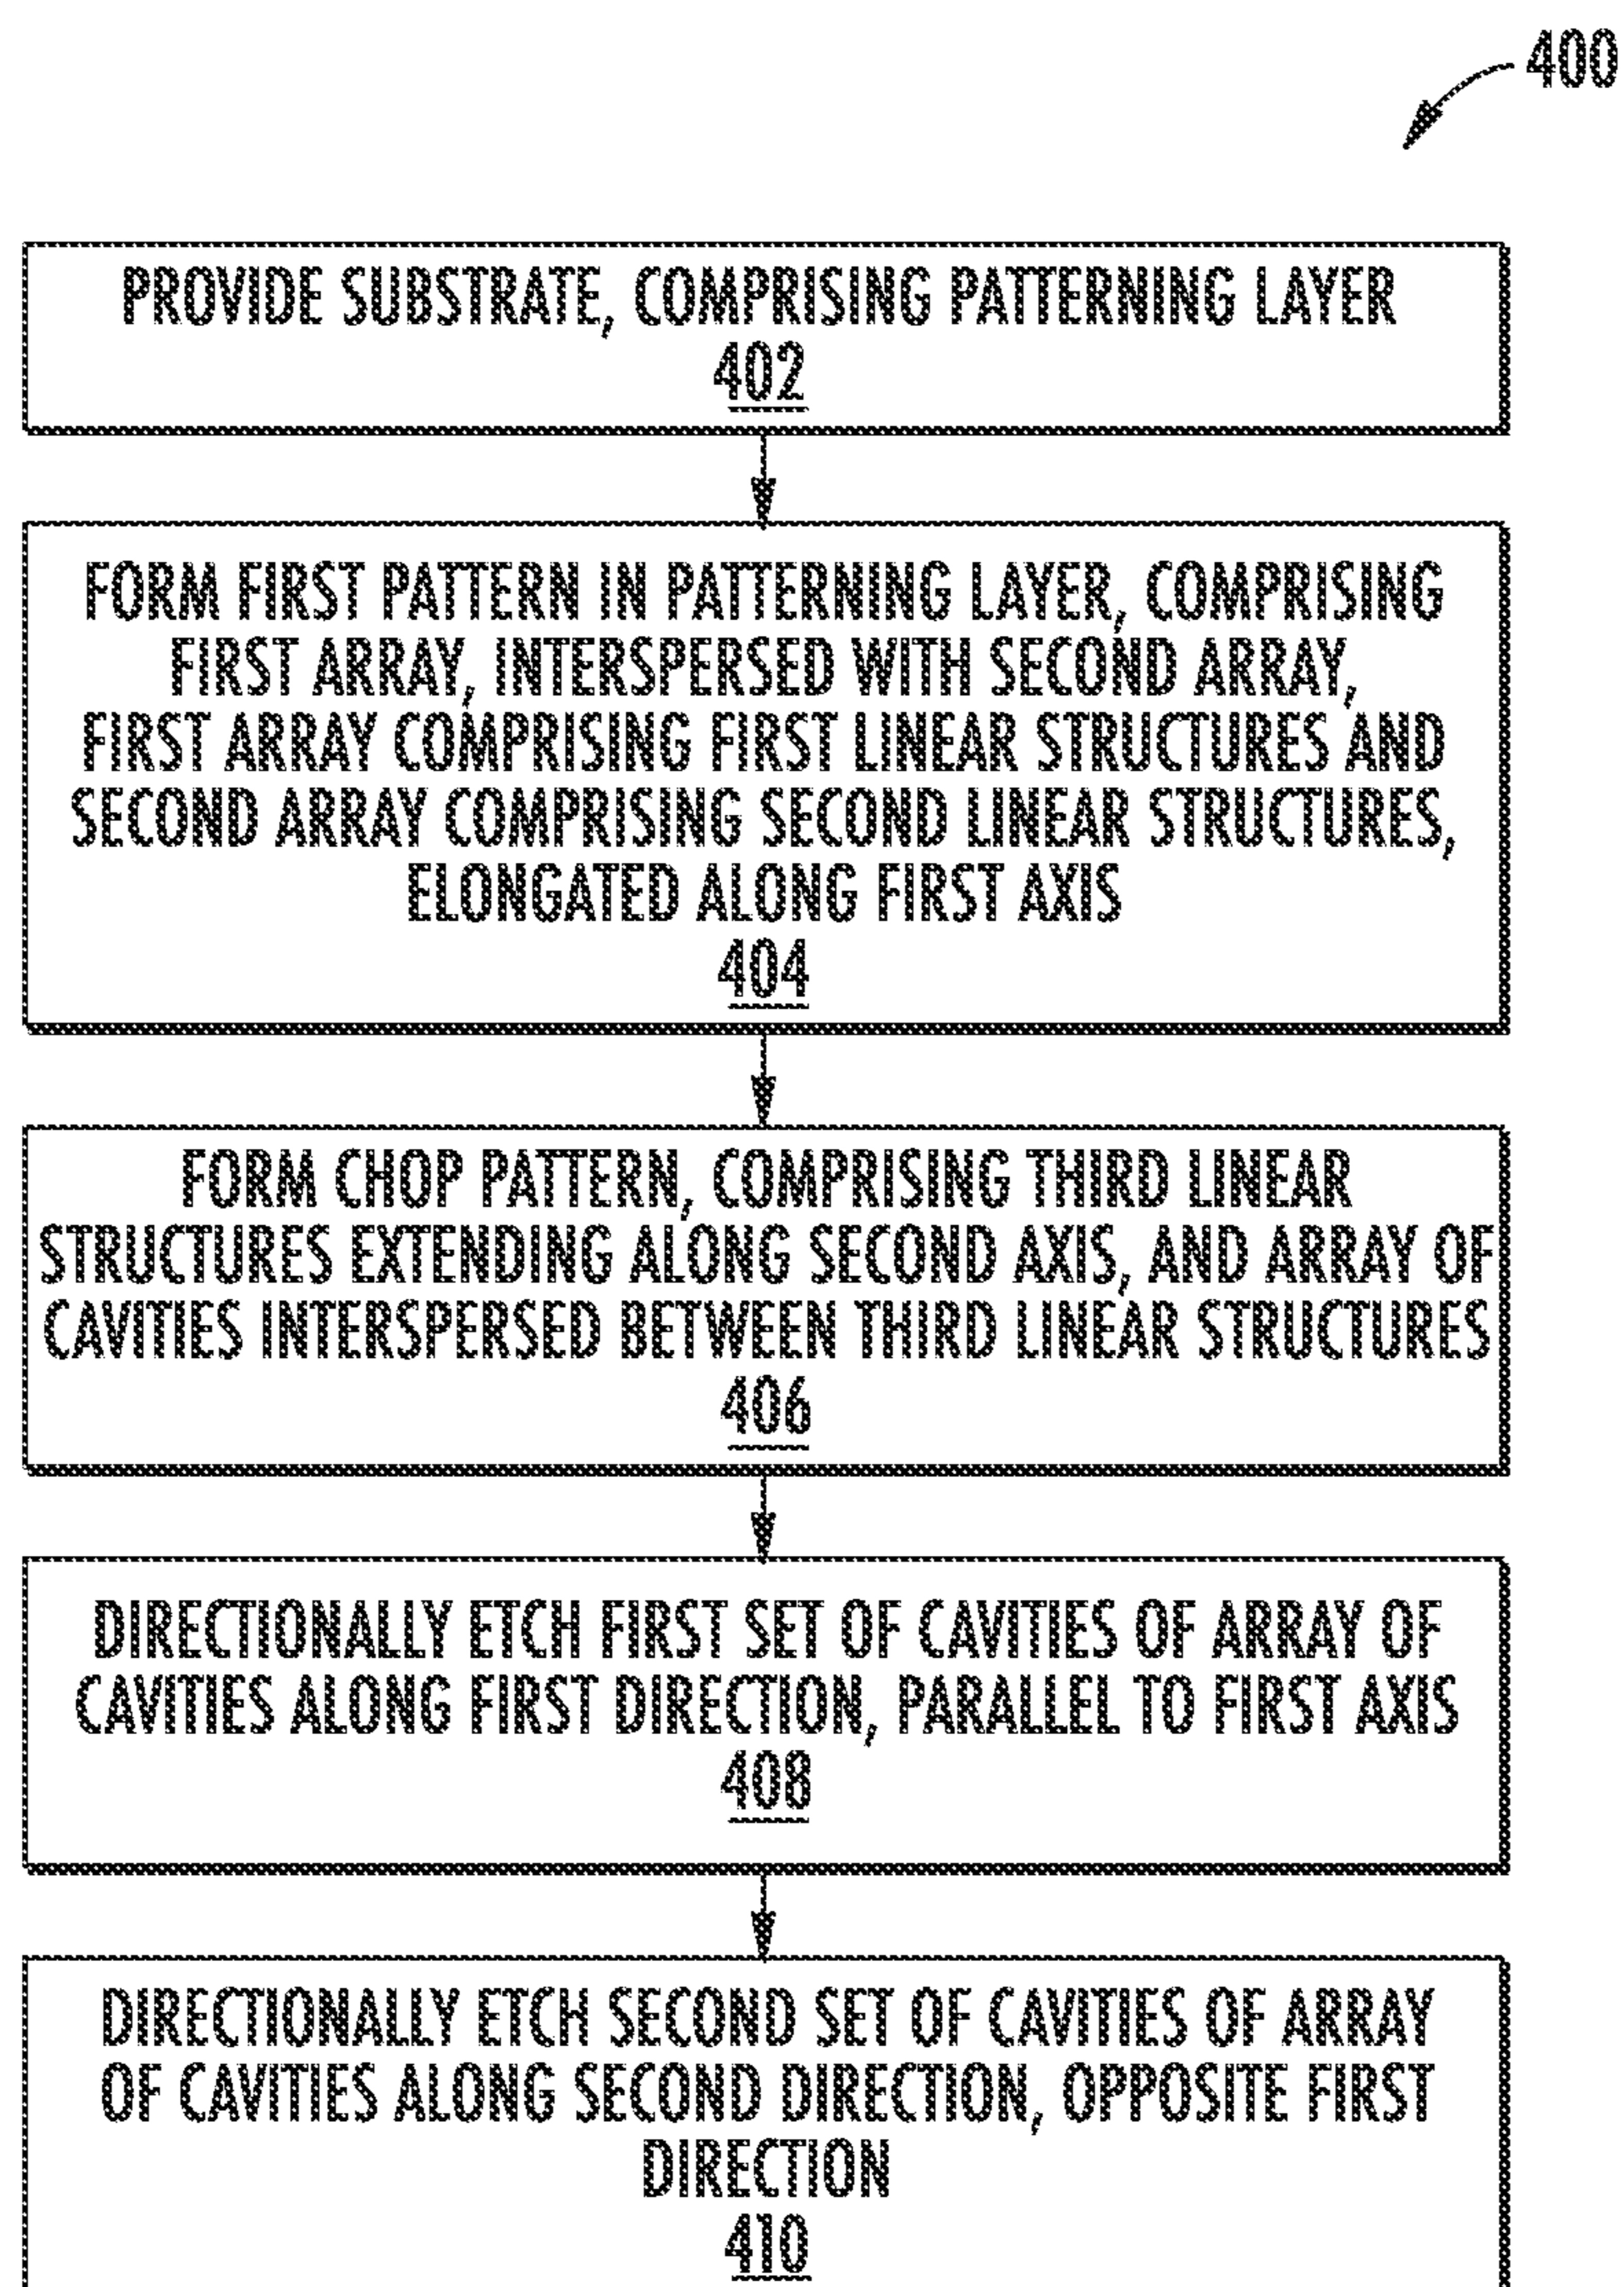 400
PROVIDE SUBSTRATE, COMPRISING PATTERNING LAYER
402
FORM FIRST PATTERN IN PATTERNING LAYER, COMPRISING
FIRST ARRAY, INTERSPERSED WITH SECOND ARRAY,
FIRST ARRAY COMPRISING FIRST LINEAR STRUCTURES AND
SECOND ARRAY COMPRISING SECOND LINEAR STRUCTURES,
ELONGATED ALONG FIRST AXIS
404
FORM CHOP PATTERN, COMPRISING THIRD LINEAR
STRUCTURES EXTENDING ALONG SECOND AXIS, AND ARRAY OF
CAVITIES INTERSPERSED BETWEEN THIRD LINEAR STRUCTURES
406
DIRECTIONALLY ETCH FIRST SET OF CAVITIES OF ARRAY OF
CAVITIES ALONG FIRST DIRECTION, PARALLEL TO FIRST AXIS
408
DIRECTIONALLY ETCH SECOND SET OF CAVITIES OF ARRAY
OF CAVITIES ALONG SECOND DIRECTION, OPPOSITE FIRST
DIRECTION
410